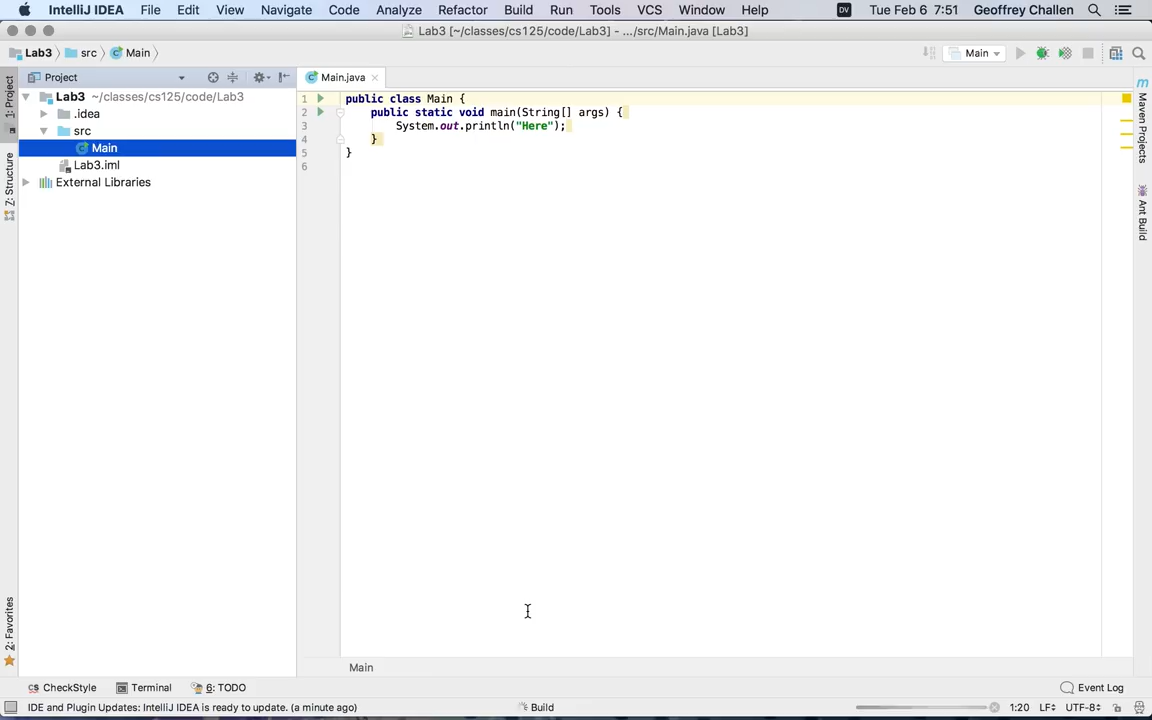 IntelliJ IDEA File Edit View Navigate Code Analyze Refactor Build Run Tools VCS Window Help DV Tue Feb 6 7:51 Geoffrey Challen
Lab3 [~/classes/cs125/code/Lab3] - .../src/Main.java [Lab3]
Lab3 src Main Main
Project Main.java
1: Project
Z: Structure
2: Favorites
Lab3 ~/classes/cs125/code/Lab3
.idea
src
Main
Lab3.iml
External Libraries
1 public class Main {
2 public static void main(String[] args) {
3 System.out.println("Here");
4 }
5 }
6
Maven Projects
Ant Build
Main
CheckStyle Terminal 6: TODO Event Log
IDE and Plugin Updates: IntelliJ IDEA is ready to update. (a minute ago) Build 1:20 LF UTF-8